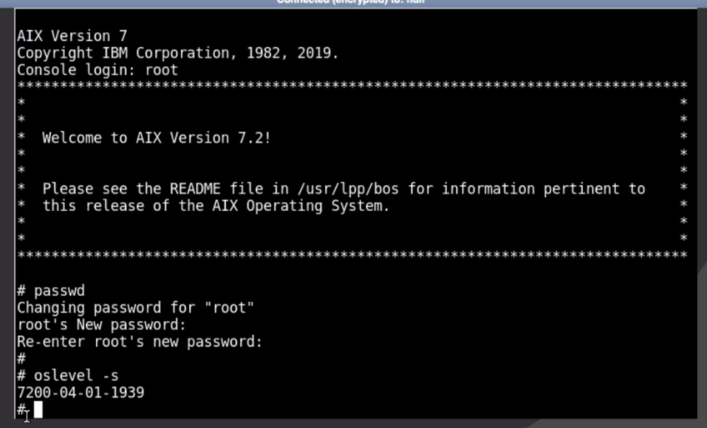 Connected (encrypted) to: null
AIX Version 7
Copyright IBM Corporation, 1982, 2019.
Console login: root
*******************************************************************************
*                                                                             *
*                                                                             *
*  Welcome to AIX Version 7.2!                                                *
*                                                                             *
*                                                                             *
*  Please see the README file in /usr/lpp/bos for information pertinent to    *
*  this release of the AIX Operating System.                                  *
*                                                                             *
*                                                                             *
*******************************************************************************
# passwd
Changing password for "root"
root's New password:
Re-enter root's new password:
#
# oslevel -s
7200-04-01-1939
#